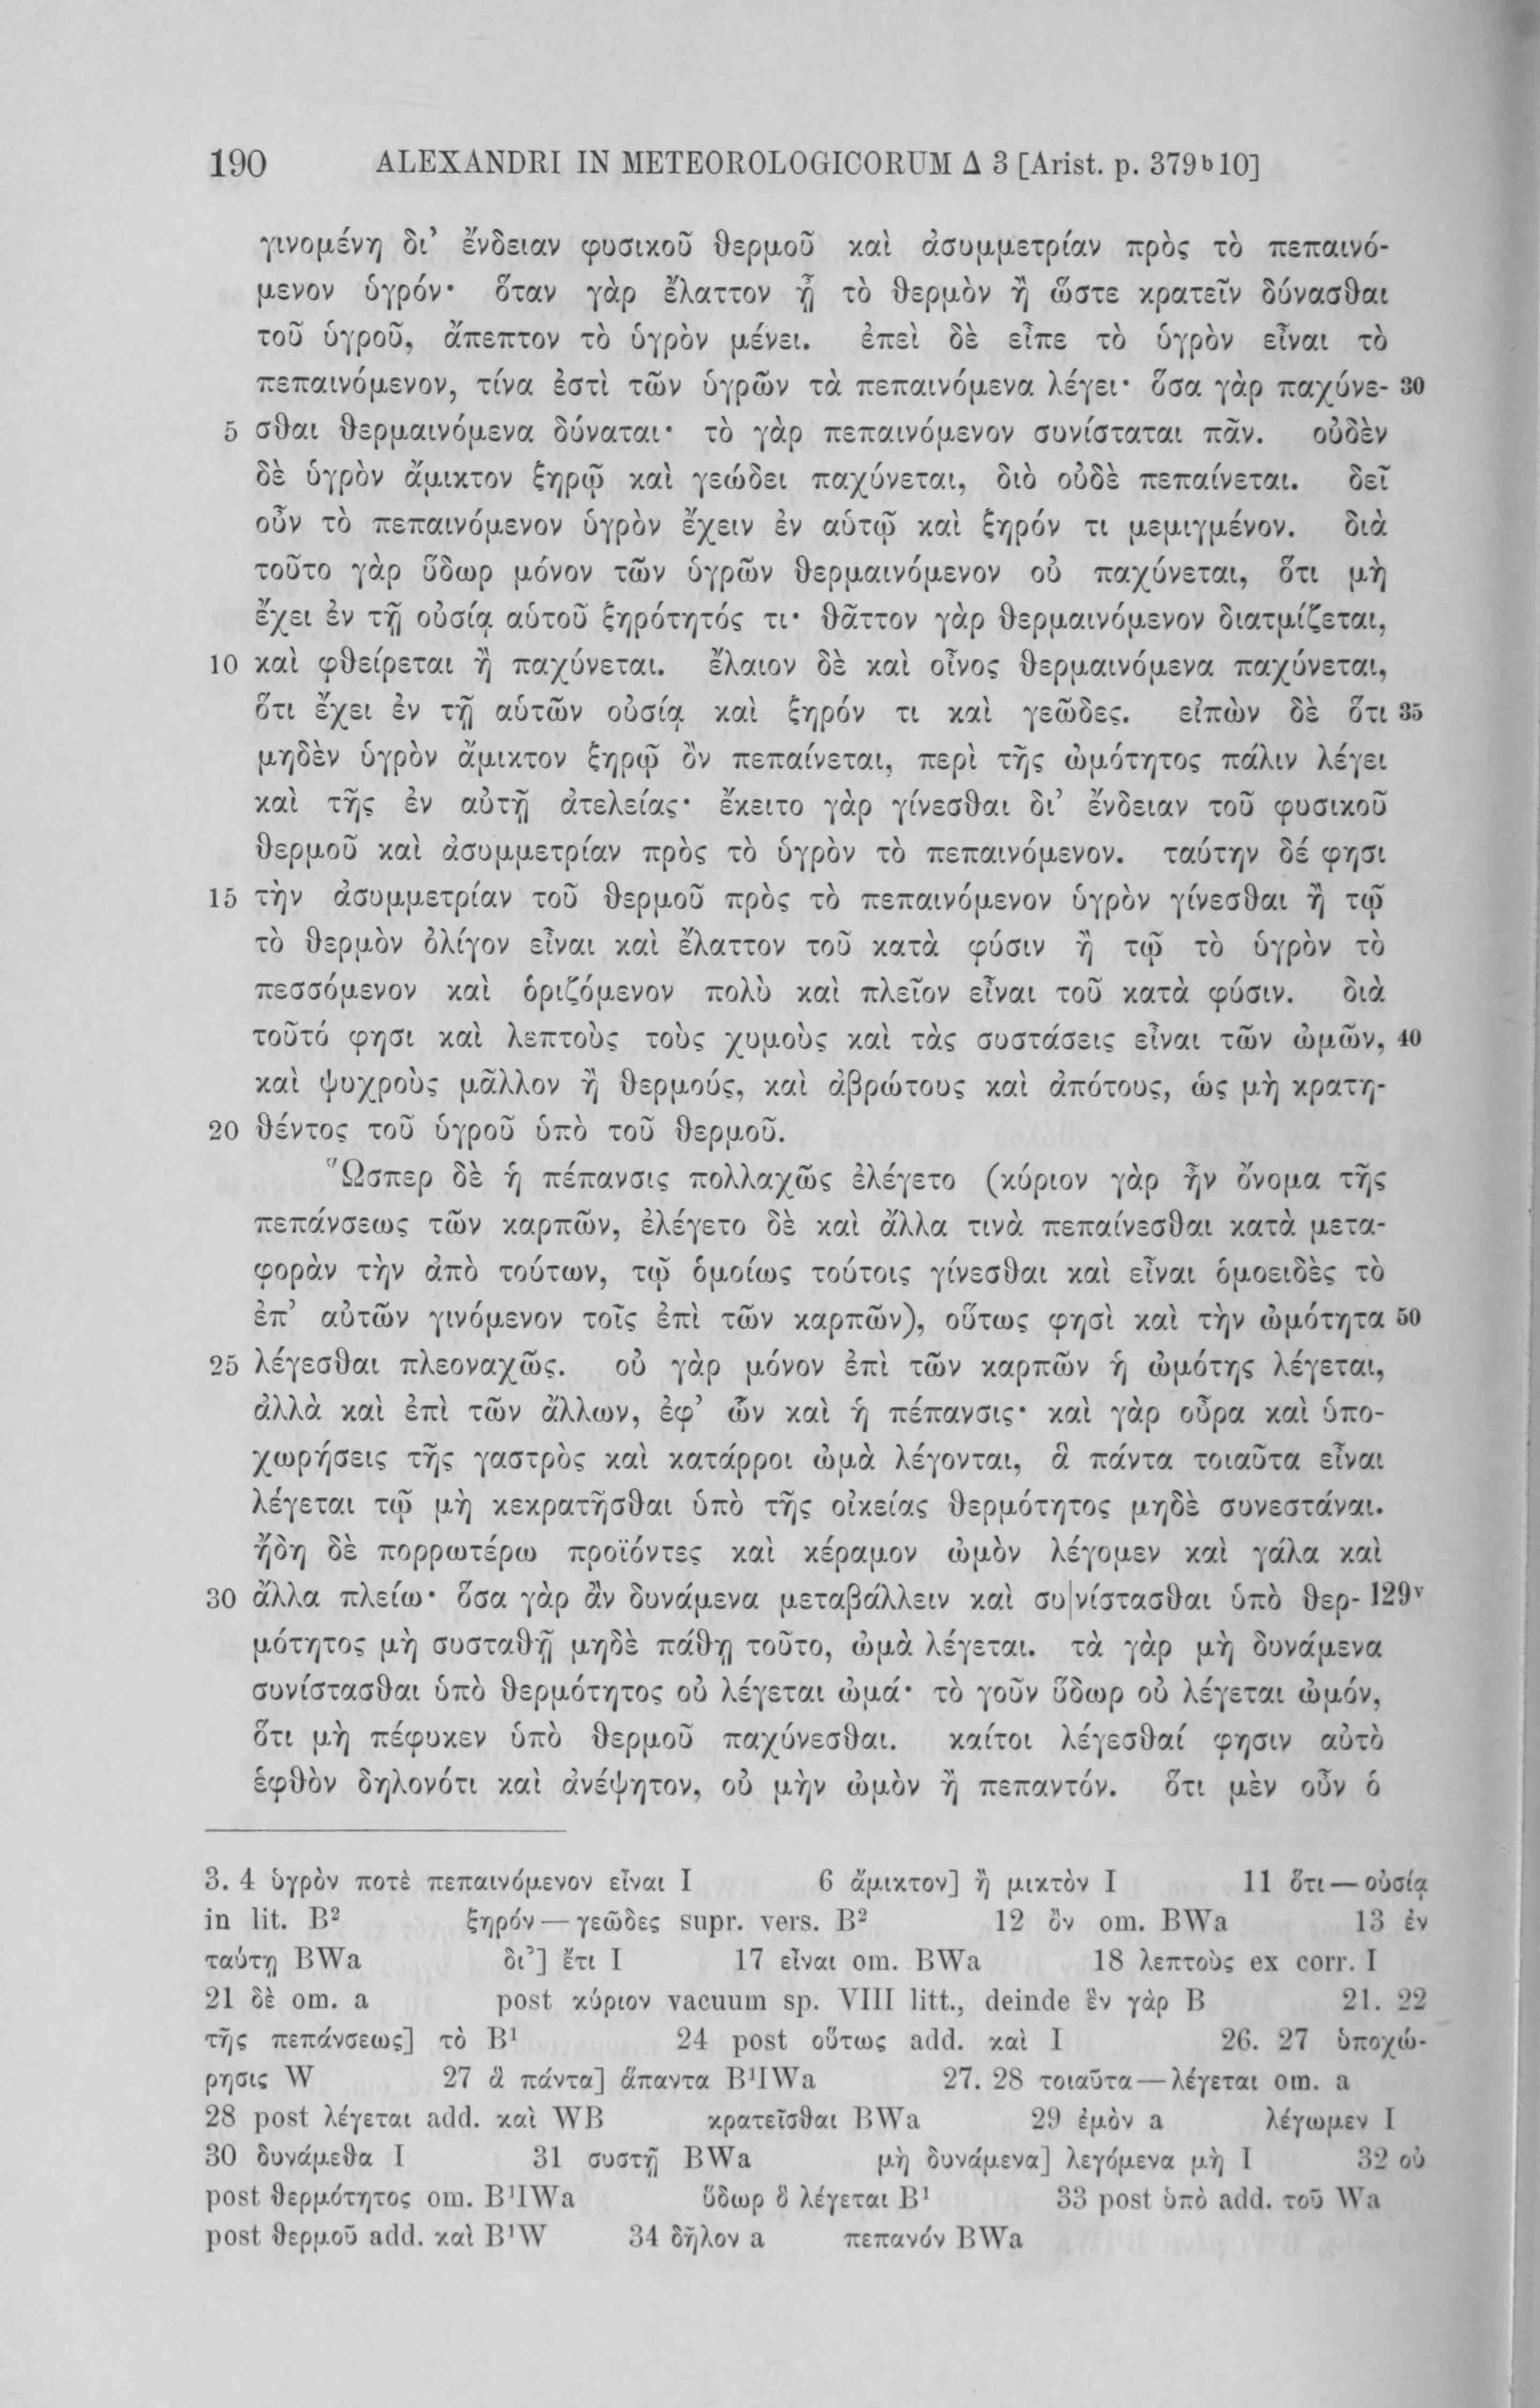 190 ALEXANDRI IN METEOROLOGICORUM Δ 3 [Arist. p. 379ᵇ10]
γινομένη δι’ ἔνδειαν φυσικοῦ θερμοῦ καὶ ἀσυμμετρίαν πρὸς τὸ πεπαινό-
μενον ὑγρόν· ὅταν γὰρ ἔλαττον ᾖ τὸ θερμὸν ἢ ὥστε κρατεῖν δύνασθαι
τοῦ ὑγροῦ, ἄπεπτον τὸ ὑγρὸν μένει. ἐπεὶ δὲ εἶπε τὸ ὑγρὸν εἶναι τὸ
πεπαινόμενον, τίνα ἐστὶ τῶν ὑγρῶν τὰ πεπαινόμενα λέγει· ὅσα γὰρ παχύνε- 30
5 σθαι θερμαινόμενα δύναται· τὸ γὰρ πεπαινόμενον συνίσταται πᾶν. οὐδὲν
δὲ ὑγρὸν ἄμικτον ξηρῷ καὶ γεώδει παχύνεται, διὸ οὐδὲ πεπαίνεται. δεῖ
οὖν τὸ πεπαινόμενον ὑγρὸν ἔχειν ἐν αὑτῷ καὶ ξηρόν τι μεμιγμένον. διὰ
τοῦτο γὰρ ὕδωρ μόνον τῶν ὑγρῶν θερμαινόμενον οὐ παχύνεται, ὅτι μὴ
ἔχει ἐν τῇ οὐσίᾳ αὑτοῦ ξηρότητός τι· θᾶττον γὰρ θερμαινόμενον διατμίζεται,
10 καὶ φθείρεται ἢ παχύνεται. ἔλαιον δὲ καὶ οἶνος θερμαινόμενα παχύνεται,
ὅτι ἔχει ἐν τῇ αὑτῶν οὐσίᾳ καὶ ξηρόν τι καὶ γεῶδες. εἰπὼν δὲ ὅτι 35
μηδὲν ὑγρὸν ἄμικτον ξηρῷ ὂν πεπαίνεται, περὶ τῆς ὠμότητος πάλιν λέγει
καὶ τῆς ἐν αὐτῇ ἀτελείας· ἔκειτο γὰρ γίνεσθαι δι’ ἔνδειαν τοῦ φυσικοῦ
θερμοῦ καὶ ἀσυμμετρίαν πρὸς τὸ ὑγρὸν τὸ πεπαινόμενον. ταύτην δέ φησι
15 τὴν ἀσυμμετρίαν τοῦ θερμοῦ πρὸς τὸ πεπαινόμενον ὑγρὸν γίνεσθαι ἢ τῷ
τὸ θερμὸν ὀλίγον εἶναι καὶ ἔλαττον τοῦ κατὰ φύσιν ἢ τῷ τὸ ὑγρὸν τὸ
πεσσόμενον καὶ ὁριζόμενον πολὺ καὶ πλεῖον εἶναι τοῦ κατὰ φύσιν. διὰ
τοῦτό φησι καὶ λεπτοὺς τοὺς χυμοὺς καὶ τὰς συστάσεις εἶναι τῶν ὠμῶν, 40
καὶ ψυχροὺς μᾶλλον ἢ θερμούς, καὶ ἀβρώτους καὶ ἀπότους, ὡς μὴ κρατη-
20 θέντος τοῦ ὑγροῦ ὑπὸ τοῦ θερμοῦ.
Ὥσπερ δὲ ἡ πέπανσις πολλαχῶς ἐλέγετο (κύριον γὰρ ἦν ὄνομα τῆς
πεπάνσεως τῶν καρπῶν, ἐλέγετο δὲ καὶ ἄλλα τινὰ πεπαίνεσθαι κατὰ μετα-
φορὰν τὴν ἀπὸ τούτων, τῷ ὁμοίως τούτοις γίνεσθαι καὶ εἶναι ὁμοειδὲς τὸ
ἐπ’ αὐτῶν γινόμενον τοῖς ἐπὶ τῶν καρπῶν), οὕτως φησὶ καὶ τὴν ὠμότητα 50
25 λέγεσθαι πλεοναχῶς. οὐ γὰρ μόνον ἐπὶ τῶν καρπῶν ἡ ὠμότης λέγεται,
ἀλλὰ καὶ ἐπὶ τῶν ἄλλων, ἐφ’ ὧν καὶ ἡ πέπανσις· καὶ γὰρ οὖρα καὶ ὑπο-
χωρήσεις τῆς γαστρὸς καὶ κατάρροι ὠμὰ λέγονται, ἃ πάντα τοιαῦτα εἶναι
λέγεται τῷ μὴ κεκρατῆσθαι ὑπὸ τῆς οἰκείας θερμότητος μηδὲ συνεστάναι.
ἤδη δὲ πορρωτέρω προϊόντες καὶ κέραμον ὠμὸν λέγομεν καὶ γάλα καὶ
30 ἄλλα πλείω· ὅσα γὰρ ἂν δυνάμενα μεταβάλλειν καὶ συ|νίστασθαι ὑπὸ θερ- 129ᵛ
μότητος μὴ συσταθῇ μηδὲ πάθῃ τοῦτο, ὠμὰ λέγεται. τὰ γὰρ μὴ δυνάμενα
συνίστασθαι ὑπὸ θερμότητος οὐ λέγεται ὠμά· τὸ γοῦν ὕδωρ οὐ λέγεται ὠμόν,
ὅτι μὴ πέφυκεν ὑπὸ θερμοῦ παχύνεσθαι. καίτοι λέγεσθαί φησιν αὐτὸ
ἑφθὸν δηλονότι καὶ ἀνέψητον, οὐ μὴν ὠμὸν ἢ πεπαντόν. ὅτι μὲν οὖν ὁ
3. 4 ὑγρὸν ποτὲ πεπαινόμενον εἶναι I 6 ἄμικτον] ἢ μικτὸν I 11 ὅτι — οὐσίᾳ
in lit. B² ξηρόν — γεῶδες supr. vers. B² 12 ὂν om. BWa 13 ἐν
ταύτῃ BWa δι’] ἔτι I 17 εἶναι om. BWa 18 λεπτοὺς ex corr. I
21 δὲ om. a post κύριον vacuum sp. VIII litt., deinde ἓν γὰρ B 21. 22
τῆς πεπάνσεως] τὸ B¹ 24 post οὕτως add. καὶ I 26. 27 ὑποχώ-
ρησις W 27 ἃ πάντα] ἅπαντα B¹IWa 27. 28 τοιαῦτα — λέγεται om. a
28 post λέγεται add. καὶ WB κρατεῖσθαι BWa 29 ἐμὸν a λέγωμεν I
30 δυνάμεθα I 31 συστῇ BWa μὴ δυνάμενα] λεγόμενα μὴ I 32 οὐ
post θερμότητος om. B¹IWa ὕδωρ ὃ λέγεται B¹ 33 post ὑπὸ add. τοῦ Wa
post θερμοῦ add. καὶ B¹W 34 δῆλον a πεπανόν BWa